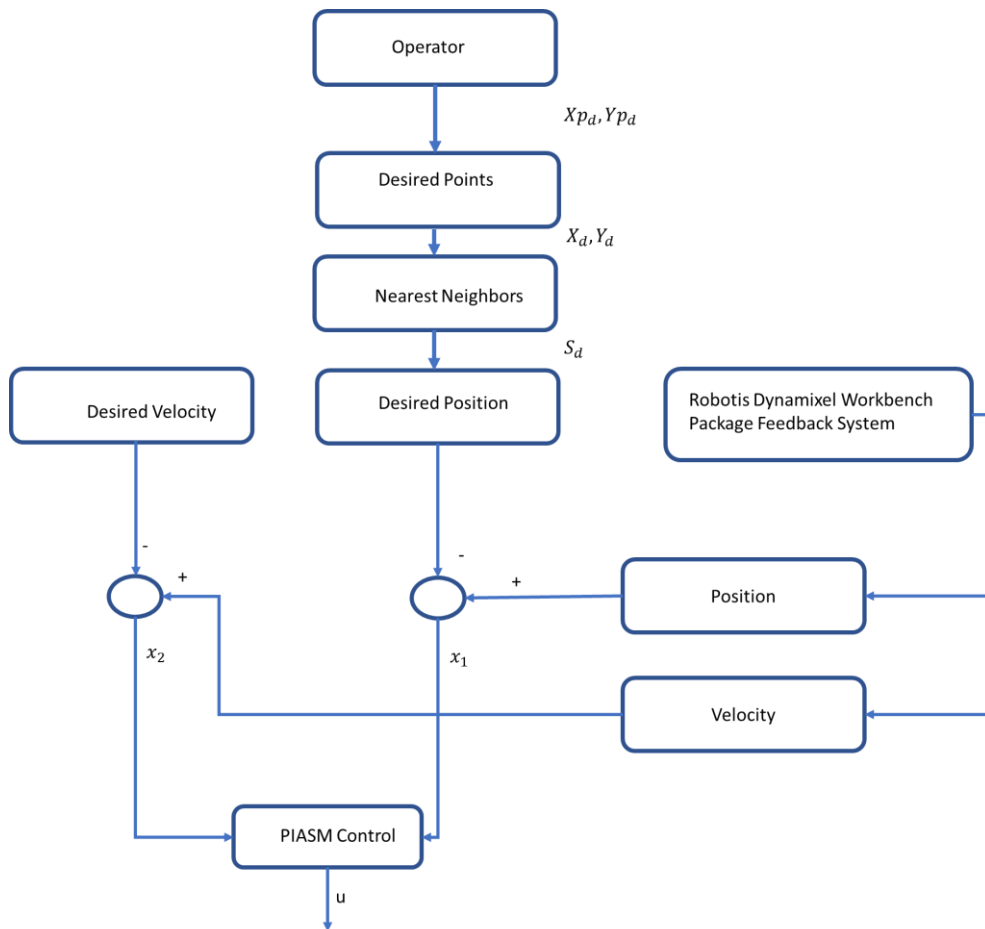 Operator
Xp_d, Yp_d
Desired Points
X_d, Y_d
Nearest Neighbors
S_d
Desired Velocity
Desired Position
Robotis Dynamixel Workbench
Package Feedback System
-
-
+
+
Position
x_2
x_1
Velocity
PIASM Control
u